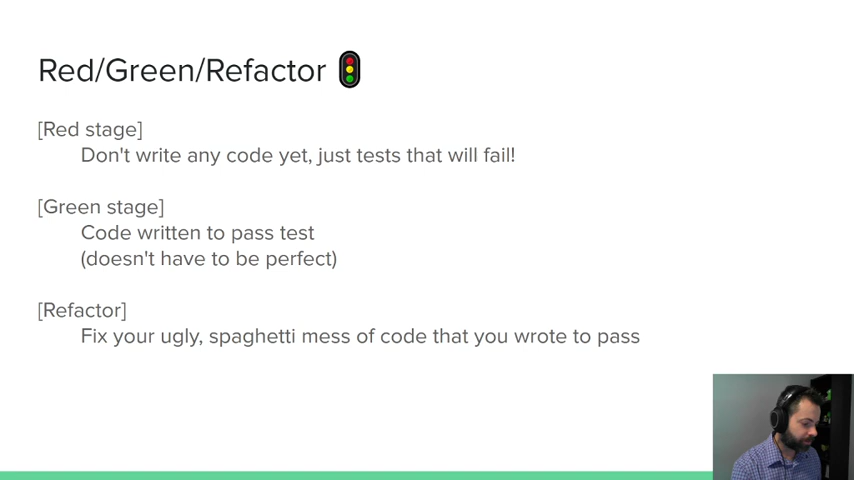 Red/Green/Refactor 🚦
[Red stage]
Don't write any code yet, just tests that will fail!
[Green stage]
Code written to pass test
(doesn't have to be perfect)
[Refactor]
Fix your ugly, spaghetti mess of code that you wrote to pass